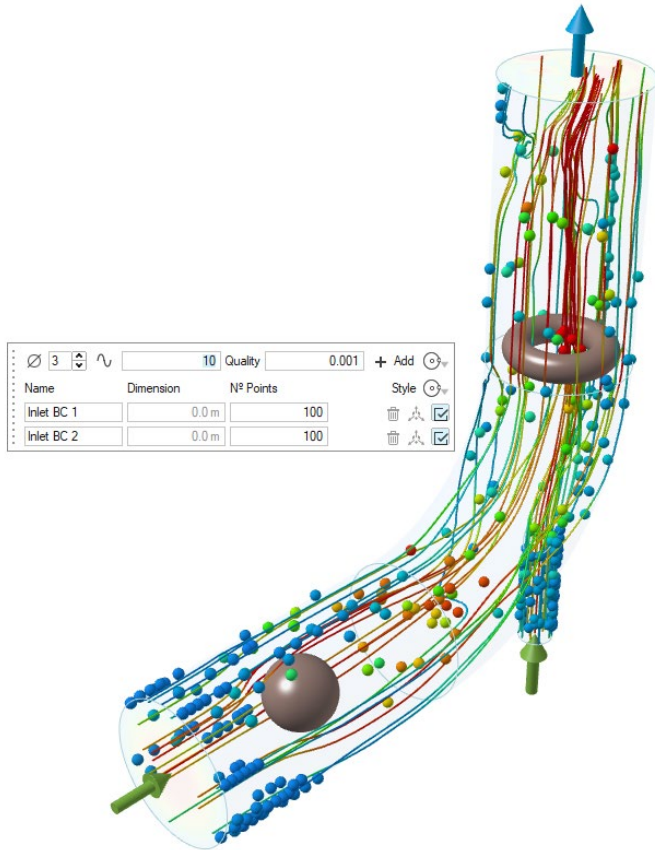 3 10 Quality 0.001 + Add
Name Dimension Nº Points Style
Inlet BC 1 0.0 m 100
Inlet BC 2 0.0 m 100